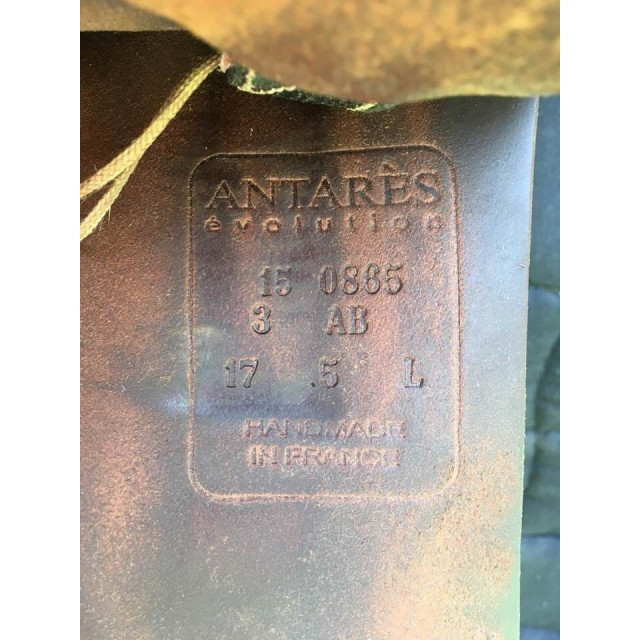 ANTARÈS
évolution
15 0865
3 AB
17 .5 L
HANDMADE
IN FRANCE